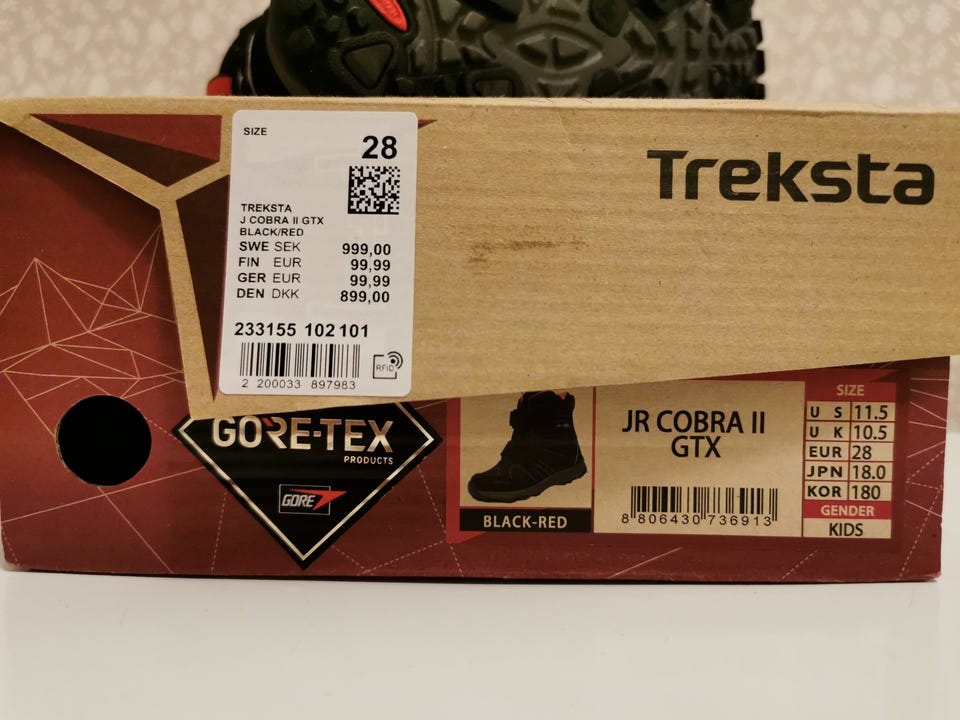 SIZE
28
TREKSTA
J COBRA II GTX
BLACK/RED
SWE SEK 999,00
FIN EUR 99,99
GER EUR 99,99
DEN DKK 899,00
233155 102 101
2 200033 897983
RFID
Treksta
GORE-TEX
PRODUCTS
GORE
BLACK-RED
JR COBRA II
GTX
8 806430 736913
SIZE
U S 11.5
U K 10.5
EUR 28
JPN 18.0
KOR 180
GENDER
KIDS